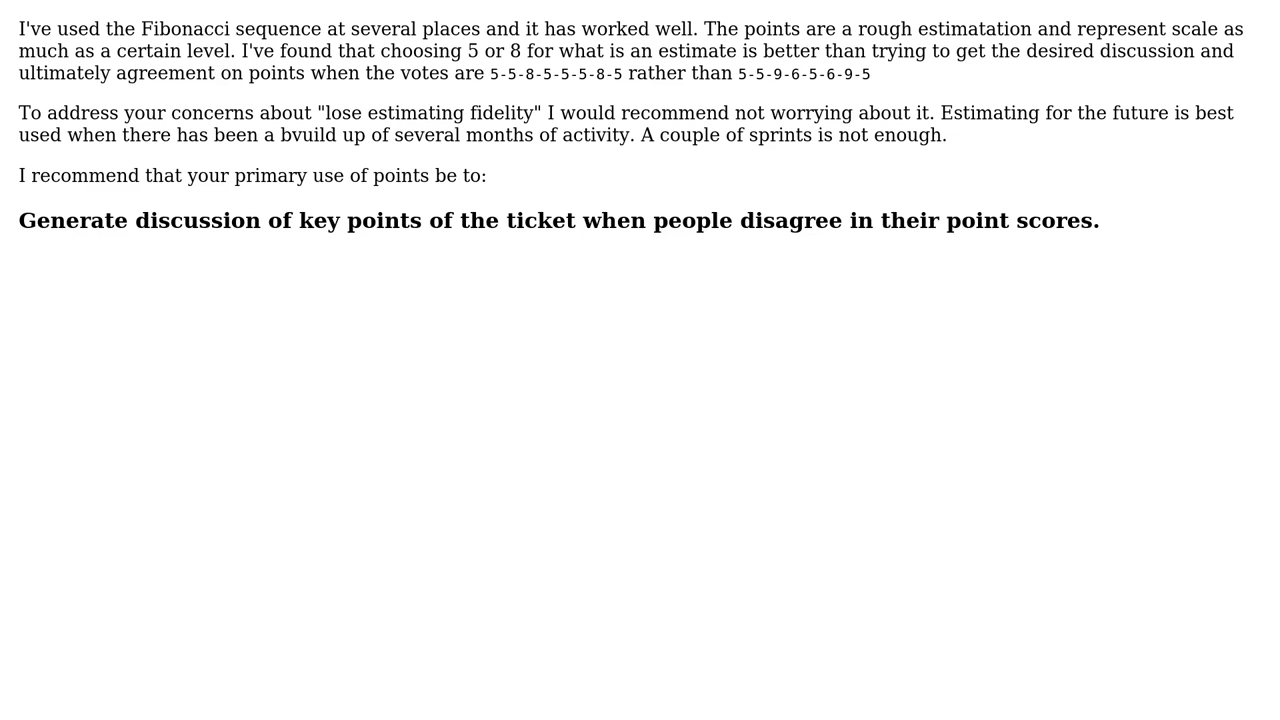 I've used the Fibonacci sequence at several places and it has worked well. The points are a rough estimatation and represent scale as
much as a certain level. I've found that choosing 5 or 8 for what is an estimate is better than trying to get the desired discussion and
ultimately agreement on points when the votes are 5-5-8-5-5-5-8-5 rather than 5-5-9-6-5-6-9-5
To address your concerns about "lose estimating fidelity" I would recommend not worrying about it. Estimating for the future is best
used when there has been a bvuild up of several months of activity. A couple of sprints is not enough.
I recommend that your primary use of points be to:
Generate discussion of key points of the ticket when people disagree in their point scores.